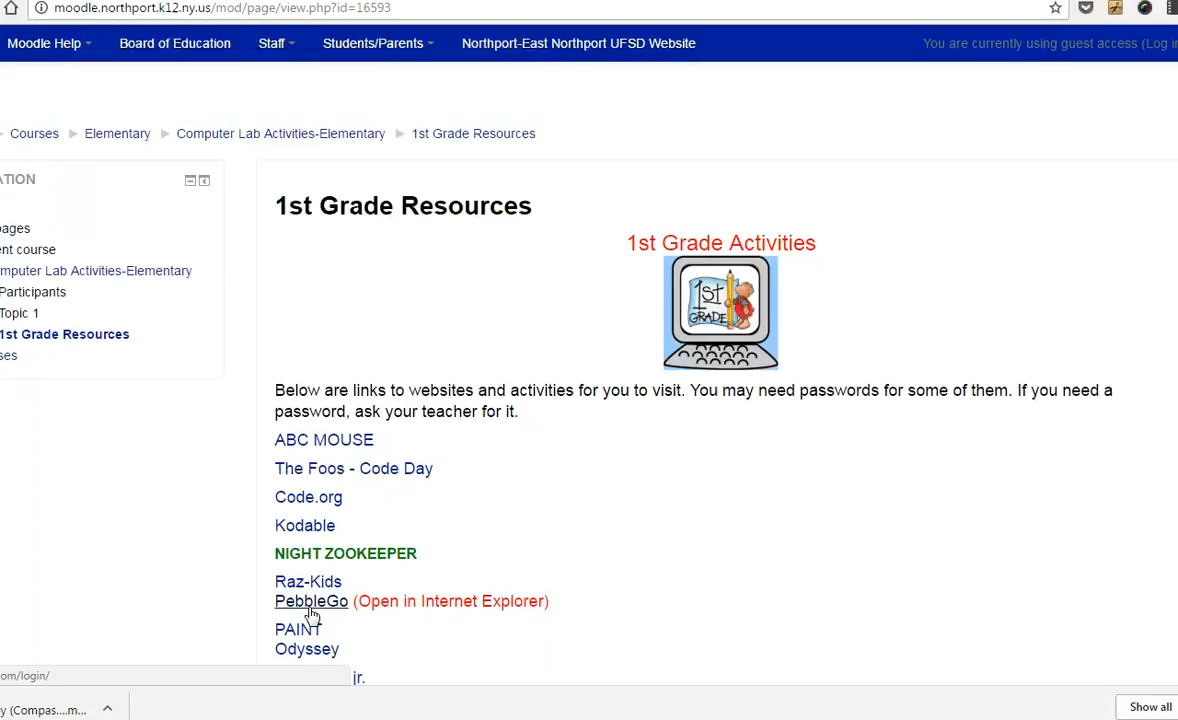 moodle.northport.k12.ny.us/mod/page/view.php?id=16593
Moodle Help Board of Education Staff Students/Parents Northport-East Northport UFSD Website You are currently using guest access (Log in
Courses Elementary Computer Lab Activities-Elementary 1st Grade Resources
ATION
ages
ent course
mputer Lab Activities-Elementary
Participants
Topic 1
1st Grade Resources
ses
1st Grade Resources
1st Grade Activities
1st
GRADE
Below are links to websites and activities for you to visit. You may need passwords for some of them. If you need a
password, ask your teacher for it.
ABC MOUSE
The Foos - Code Day
Code.org
Kodable
NIGHT ZOOKEEPER
Raz-Kids
PebbleGo (Open in Internet Explorer)
PAINT
Odyssey
jr.
om/login/
y (Compas....m...
Show all